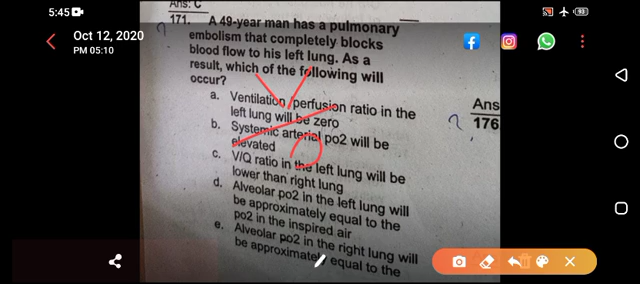 5:45
93
Oct 12, 2020
PM 05:10
Ans: C
171. A 49-year man has a pulmonary
embolism that completely blocks
blood flow to his left lung. As a
result, which of the following will
occur?
a. Ventilation /perfusion ratio in the
left lung will be zero
b. Systemic arterial po2 will be
elevated
c. V/Q ratio in the left lung will be
lower than right lung
d. Alveolar po2 in the left lung will
be approximately equal to the
po2 in the inspired air
e. Alveolar po2 in the right lung will
be approximately equal to the
Ans
176
V
Q